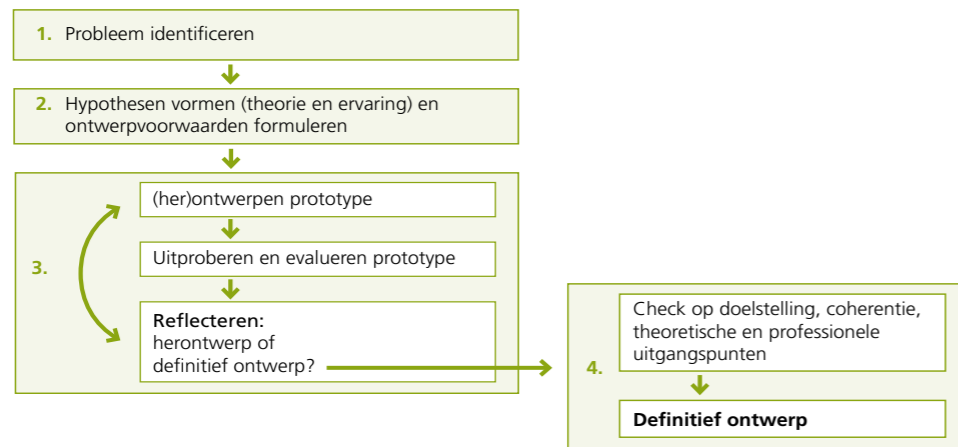 1. Probleem identificeren
2. Hypothesen vormen (theorie en ervaring) en
ontwerpvoorwaarden formuleren
3.
(her)ontwerpen prototype
Uitproberen en evalueren prototype
Reflecteren:
herontwerp of
definitief ontwerp?
4.
Check op doelstelling, coherentie,
theoretische en professionele
uitgangspunten
Definitief ontwerp